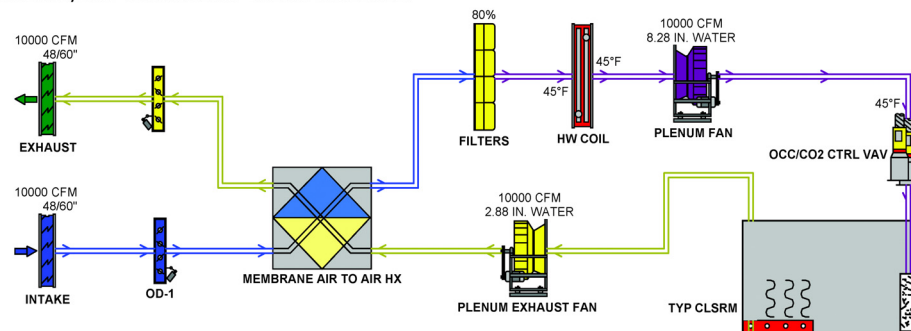 80%
10000 CFM
48/60"
EXHAUST
FILTERS
45°F
45°F
HW COIL
10000 CFM
8.28 IN. WATER
PLENUM FAN
45°F
OCC/CO2 CTRL VAV
10000 CFM
48/60"
INTAKE
OD-1
MEMBRANE AIR TO AIR HX
10000 CFM
2.88 IN. WATER
PLENUM EXHAUST FAN
TYP CLSRM